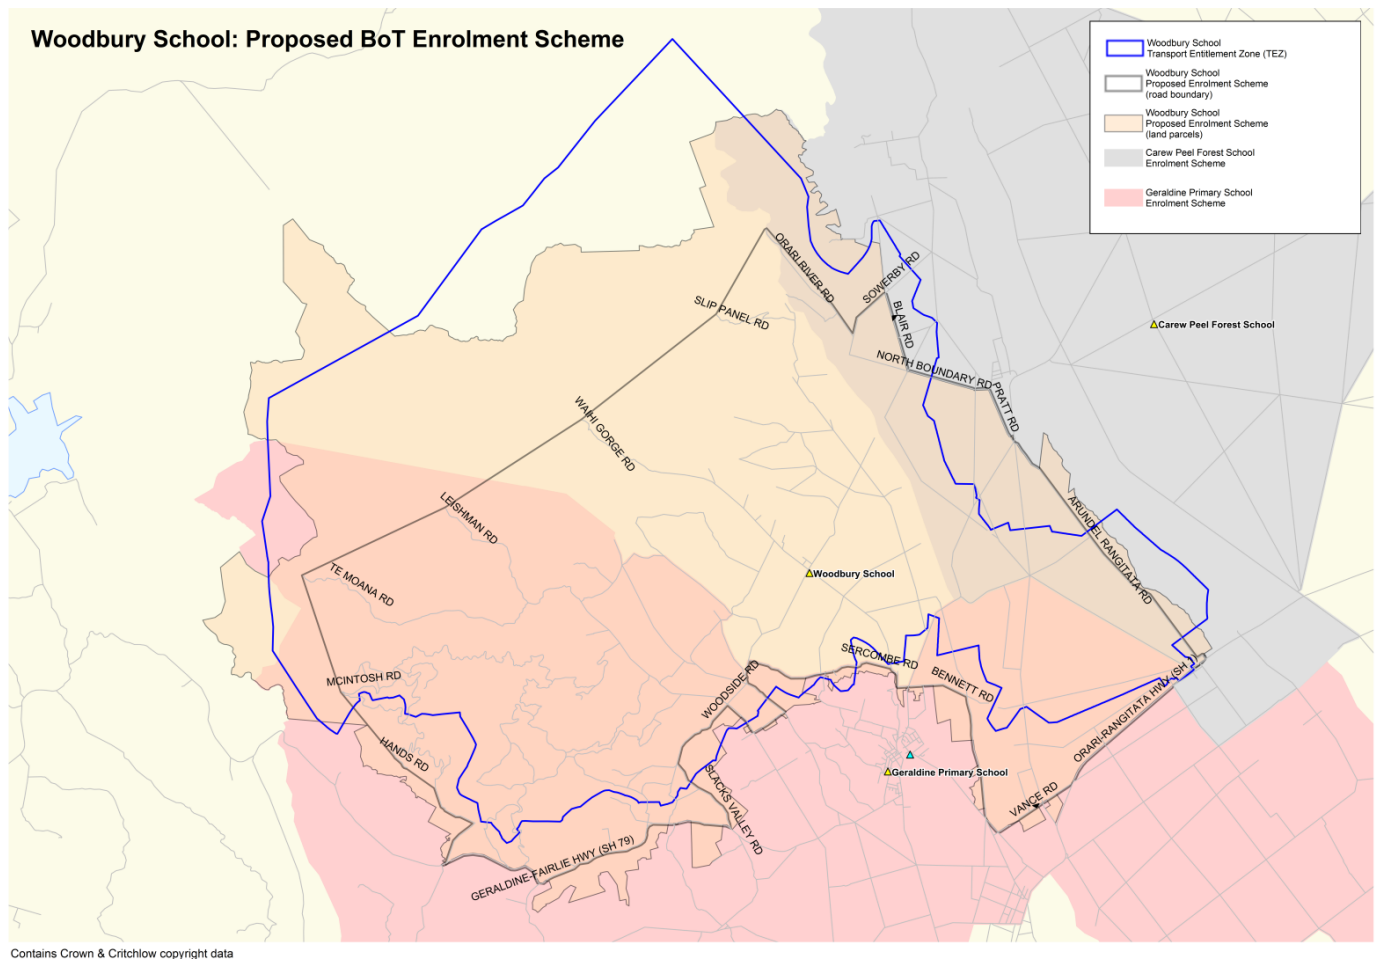 Woodbury School: Proposed BoT Enrolment Scheme
Woodbury School
Transport Entitlement Zone (TEZ)
Woodbury School
Proposed Enrolment Scheme
(road boundary)
Woodbury School
Proposed Enrolment Scheme
(land parcels)
Carew Peel Forest School
Enrolment Scheme
Geraldine Primary School
Enrolment Scheme
ORARI RIVER RD
SOWERBY RD
SLIP PANEL RD
BLAIR RD
Carew Peel Forest School
NORTH BOUNDARY RD
PRATT RD
WAIHI GORGE RD
LEISHMAN RD
ARUNDEL RANGITATA RD
TE MOANA RD
Woodbury School
SERCOMBE RD
MCINTOSH RD
WOODSIDE RD
BENNETT RD
ORARI-RANGITATA HWY (SH
HANDS RD
SLACKS VALLEY RD
Geraldine Primary School
VANCE RD
GERALDINE-FAIRLIE HWY (SH 79)
Contains Crown & Critchlow copyright data